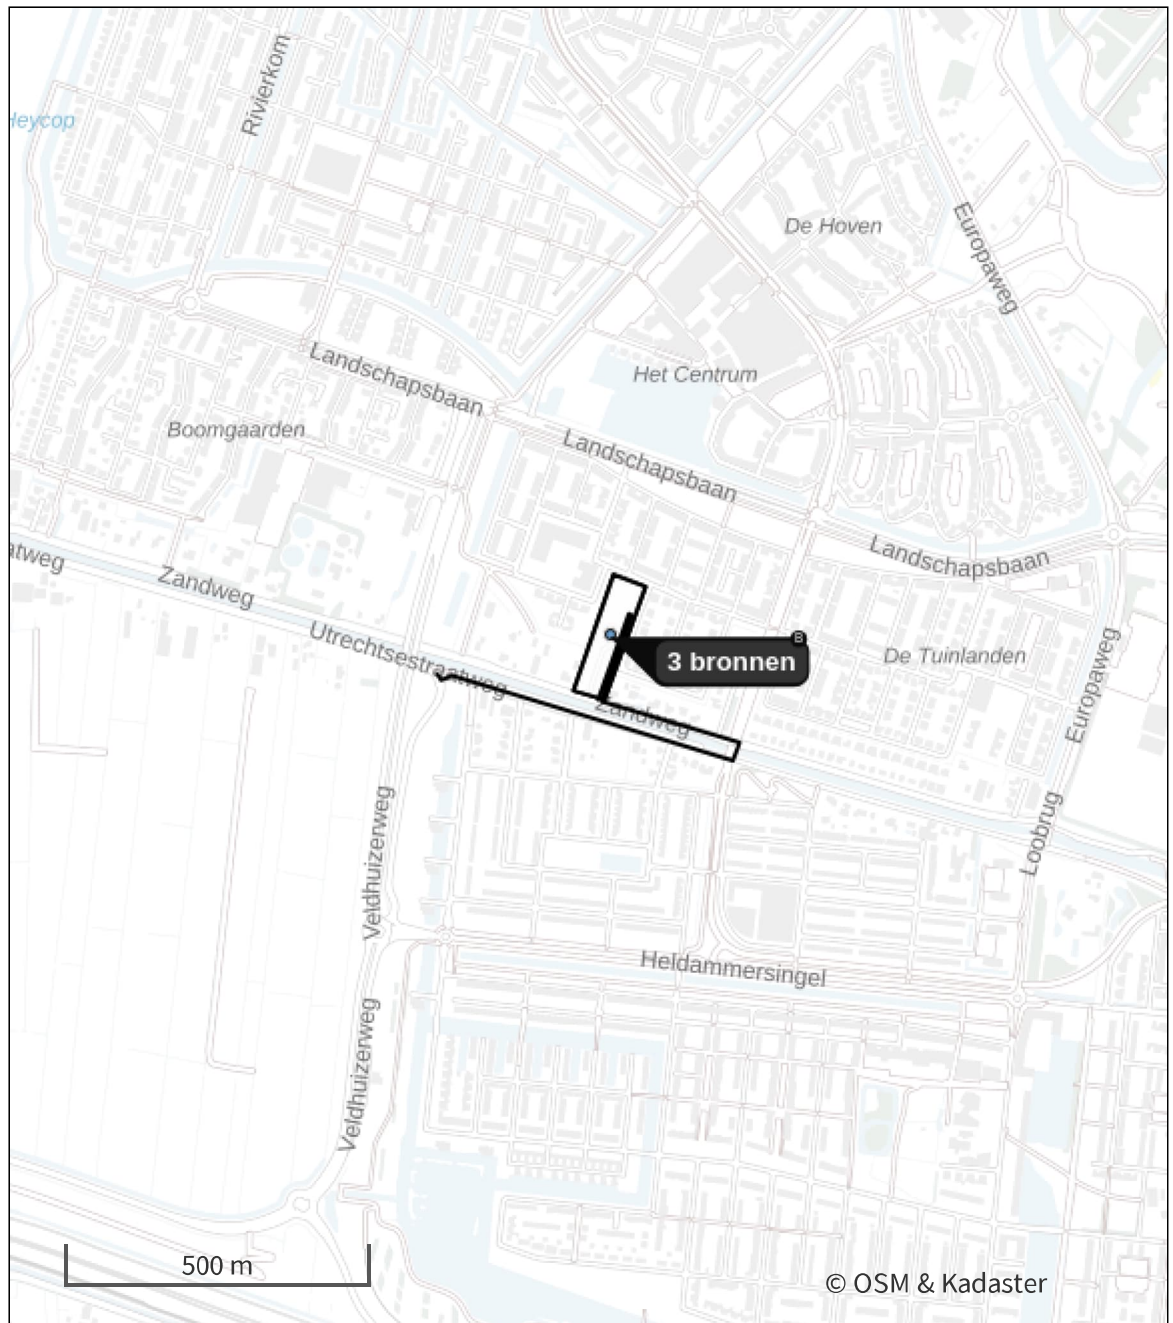 Rivierkom
Heycop
De Hoven
Europaweg
Landschapsbaan
Het Centrum
Boomgaarden
Landschapsbaan
Landschapsbaan
atweg
Zandweg
Utrechtsestraatweg
B
3 bronnen
De Tuinlanden
Europaweg
Zandweg
Loobrug
Veldhuizerweg
Heldammersingel
Veldhuizerweg
500 m
© OSM & Kadaster